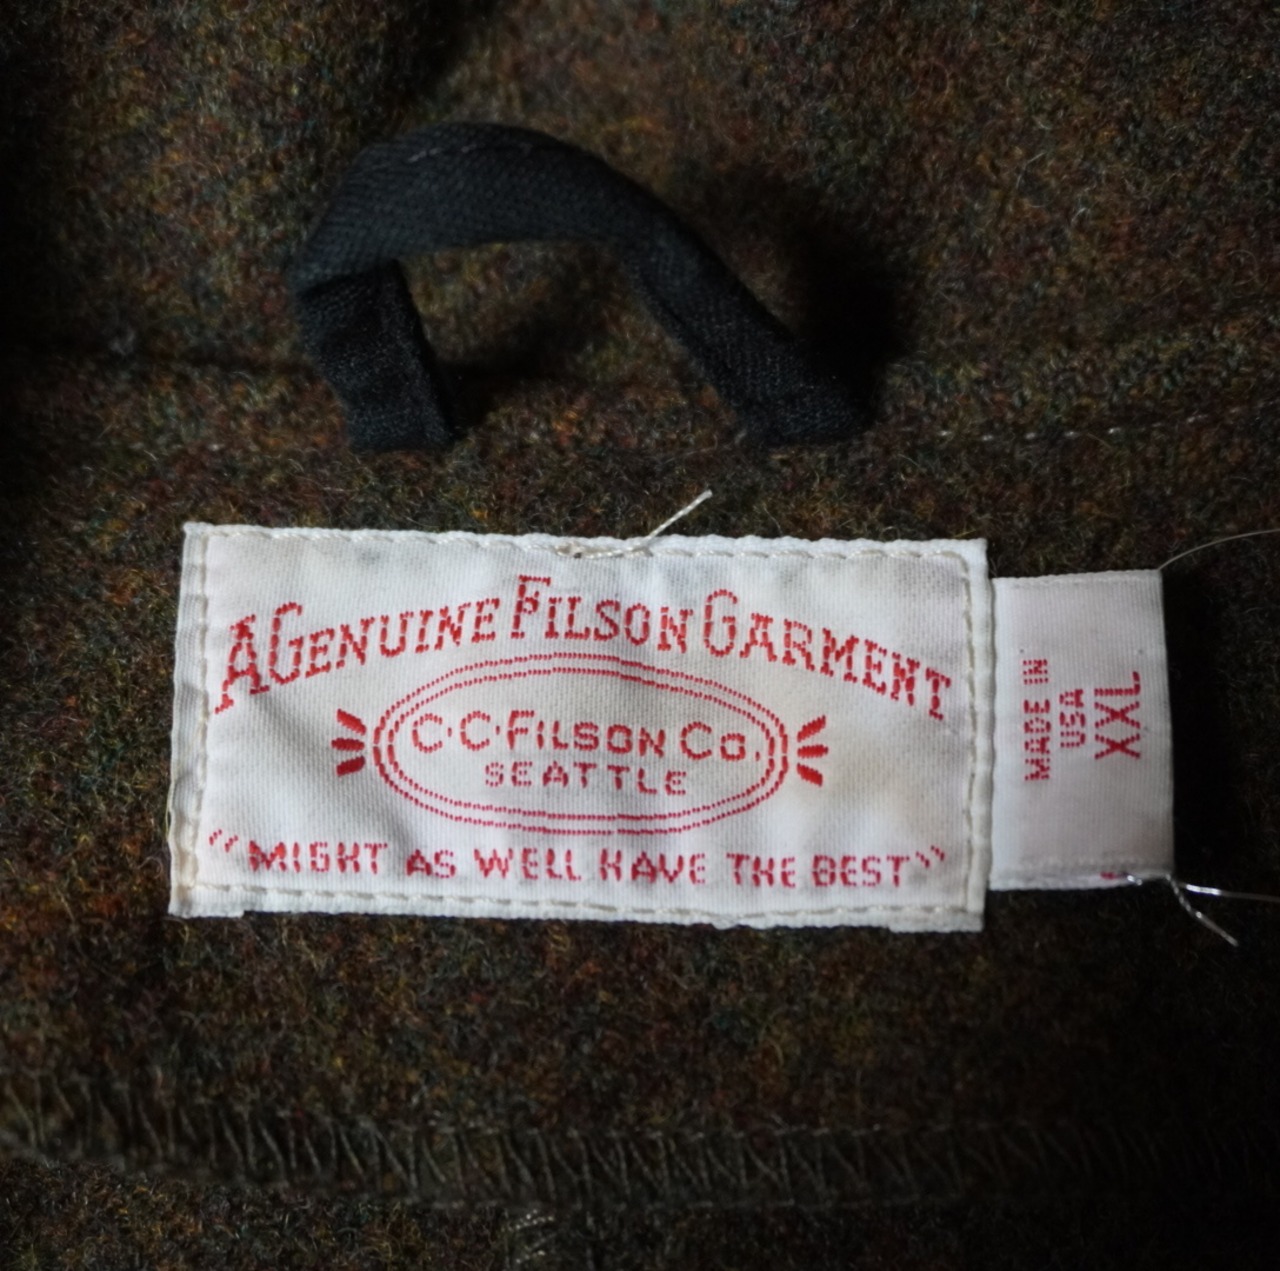 A GENUINE FILSON GARMENT
C·C·FILSON CO.
SEATTLE
"MIGHT AS WELL HAVE THE BEST"
MADE IN
USA
XXL